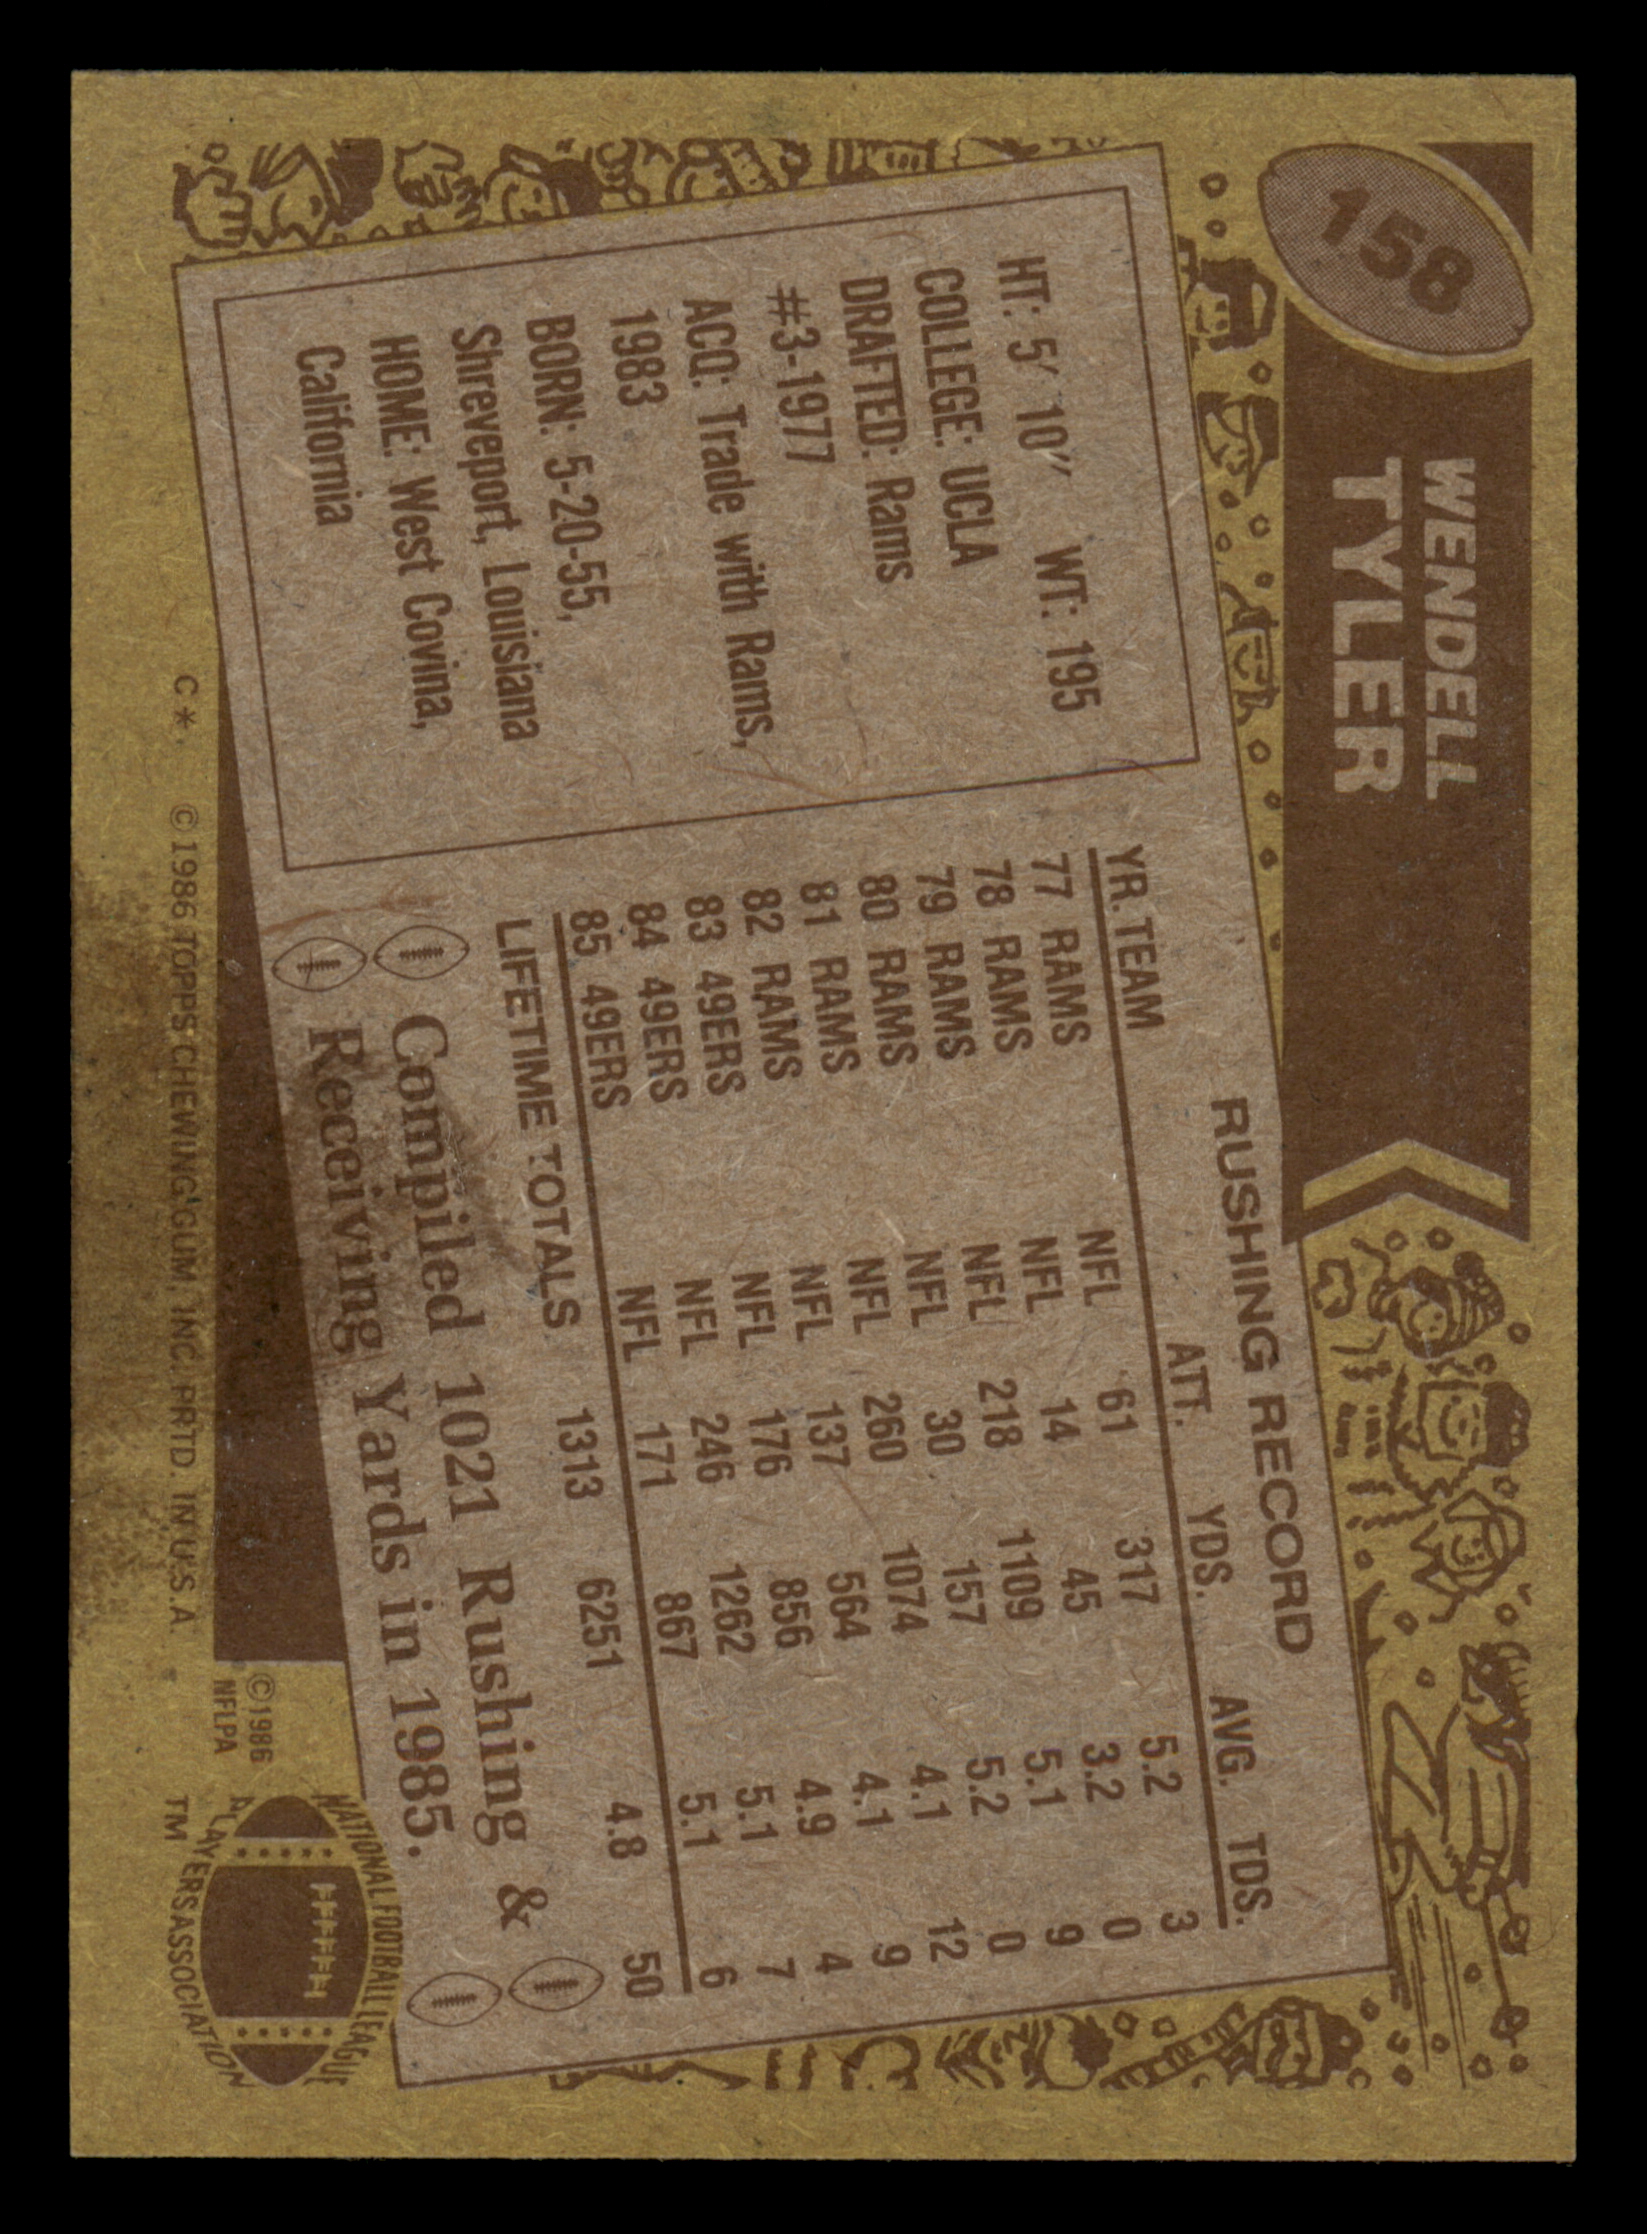 158
WENDELL
TYLER
HT: 5' 10" WT: 195
COLLEGE: UCLA
DRAFTED: Rams
#3-1977
ACQ: Trade with Rams,
1983
BORN: 5-20-55,
Shreveport, Louisiana
HOME: West Covina,
California
RUSHING RECORD
YR. TEAM ATT. YDS. AVG. TDS.
77 RAMS NFL 61 317 5.2 3
78 RAMS NFL 14 45 3.2 0
79 RAMS NFL 218 1109 5.1 9
80 RAMS NFL 30 157 5.2 0
81 RAMS NFL 260 1074 4.1 12
82 RAMS NFL 137 564 4.1 9
83 49ERS NFL 176 856 4.9 4
84 49ERS NFL 246 1262 5.1 7
85 49ERS NFL 171 867 5.1 6
LIFETIME TOTALS 1313 6251 4.8 50
Compiled 1021 Rushing &
Receiving Yards in 1985.
©1986
NFLPA
NATIONAL FOOTBALL LEAGUE
PLAYERS ASSOCIATION
TM
C* ©1986 TOPPS CHEWING GUM, INC. PRTD. IN U.S.A.